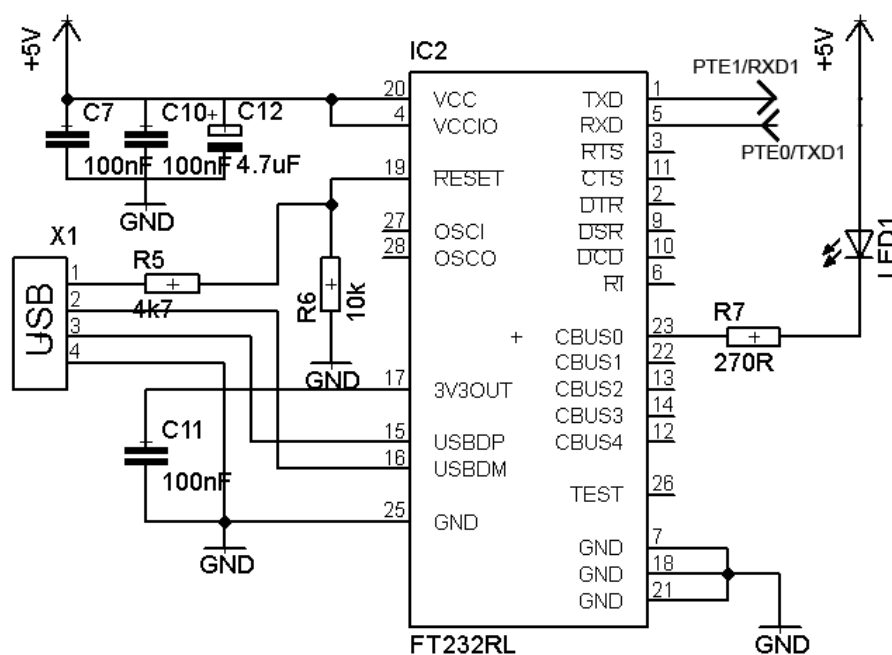 IC2
+5V
+5V
PTE1/RXD1
PTE0/TXD1
C7
C10
C12
100nF
100nF
4.7uF
GND
20
VCC
TXD
1
4
VCCIO
RXD
5
RTS
3
19
RESET
CTS
11
DTR
2
27
OSCI
DSR
9
28
OSCO
DCD
10
RI
6
X1
USB
1
2
3
4
R5
4k7
R6
10k
GND
LED1
R7
270R
+
CBUS0
23
CBUS1
22
17
3V3OUT
CBUS2
13
CBUS3
14
15
USBDP
CBUS4
12
16
USBDM
C11
100nF
TEST
26
25
GND
GND
GND
7
GND
18
GND
21
GND
FT232RL